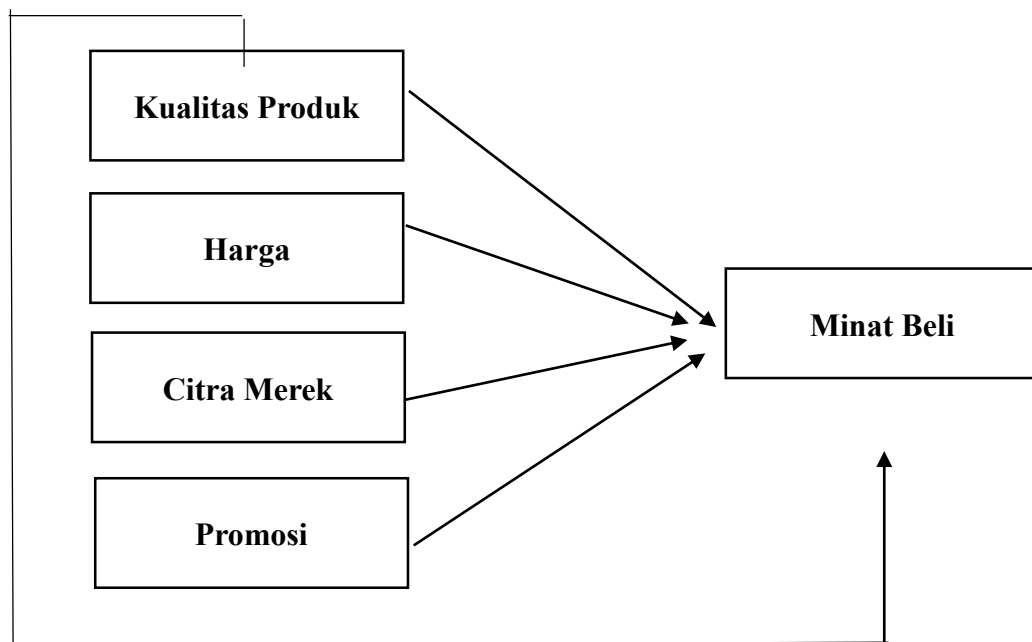 Kualitas Produk
Harga
Citra Merek
Promosi
Minat Beli